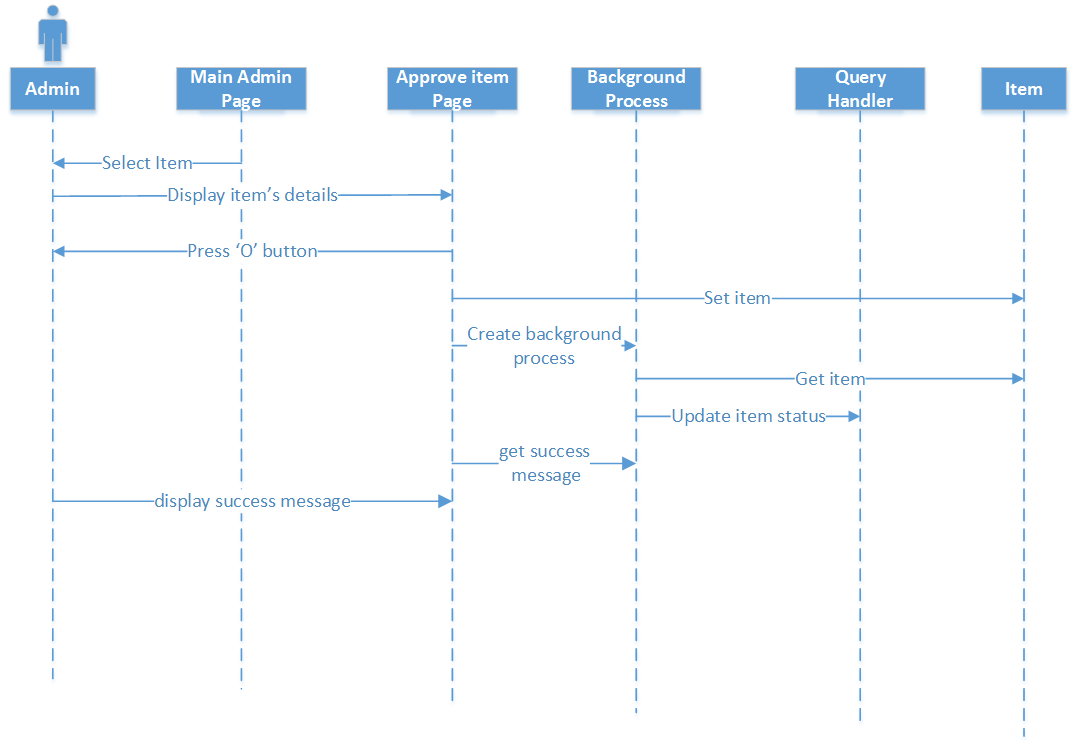 Admin
Main Admin
Page
Approve item
Page
Background
Process
Query
Handler
Item
Select Item
Display item’s details
Press ‘O’ button
Set item
Create background
process
Get item
Update item status
get success
message
display success message